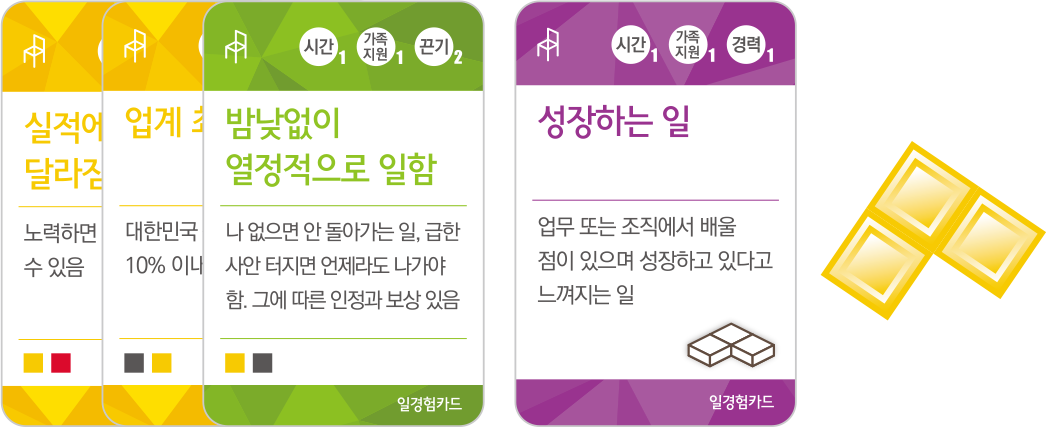 실적에
달라짐
노력하면
수 있음
업계 최
대한민국
10% 이내
시간 1
가족
지원 1
끈기 2
밤낮없이
열정적으로 일함
나 없으면 안 돌아가는 일, 급한
사안 터지면 언제라도 나가야
함. 그에 따른 인정과 보상 있음
일경험카드
시간 1
가족
지원 1
경력 1
성장하는 일
업무 또는 조직에서 배울
점이 있으며 성장하고 있다고
느껴지는 일
일경험카드